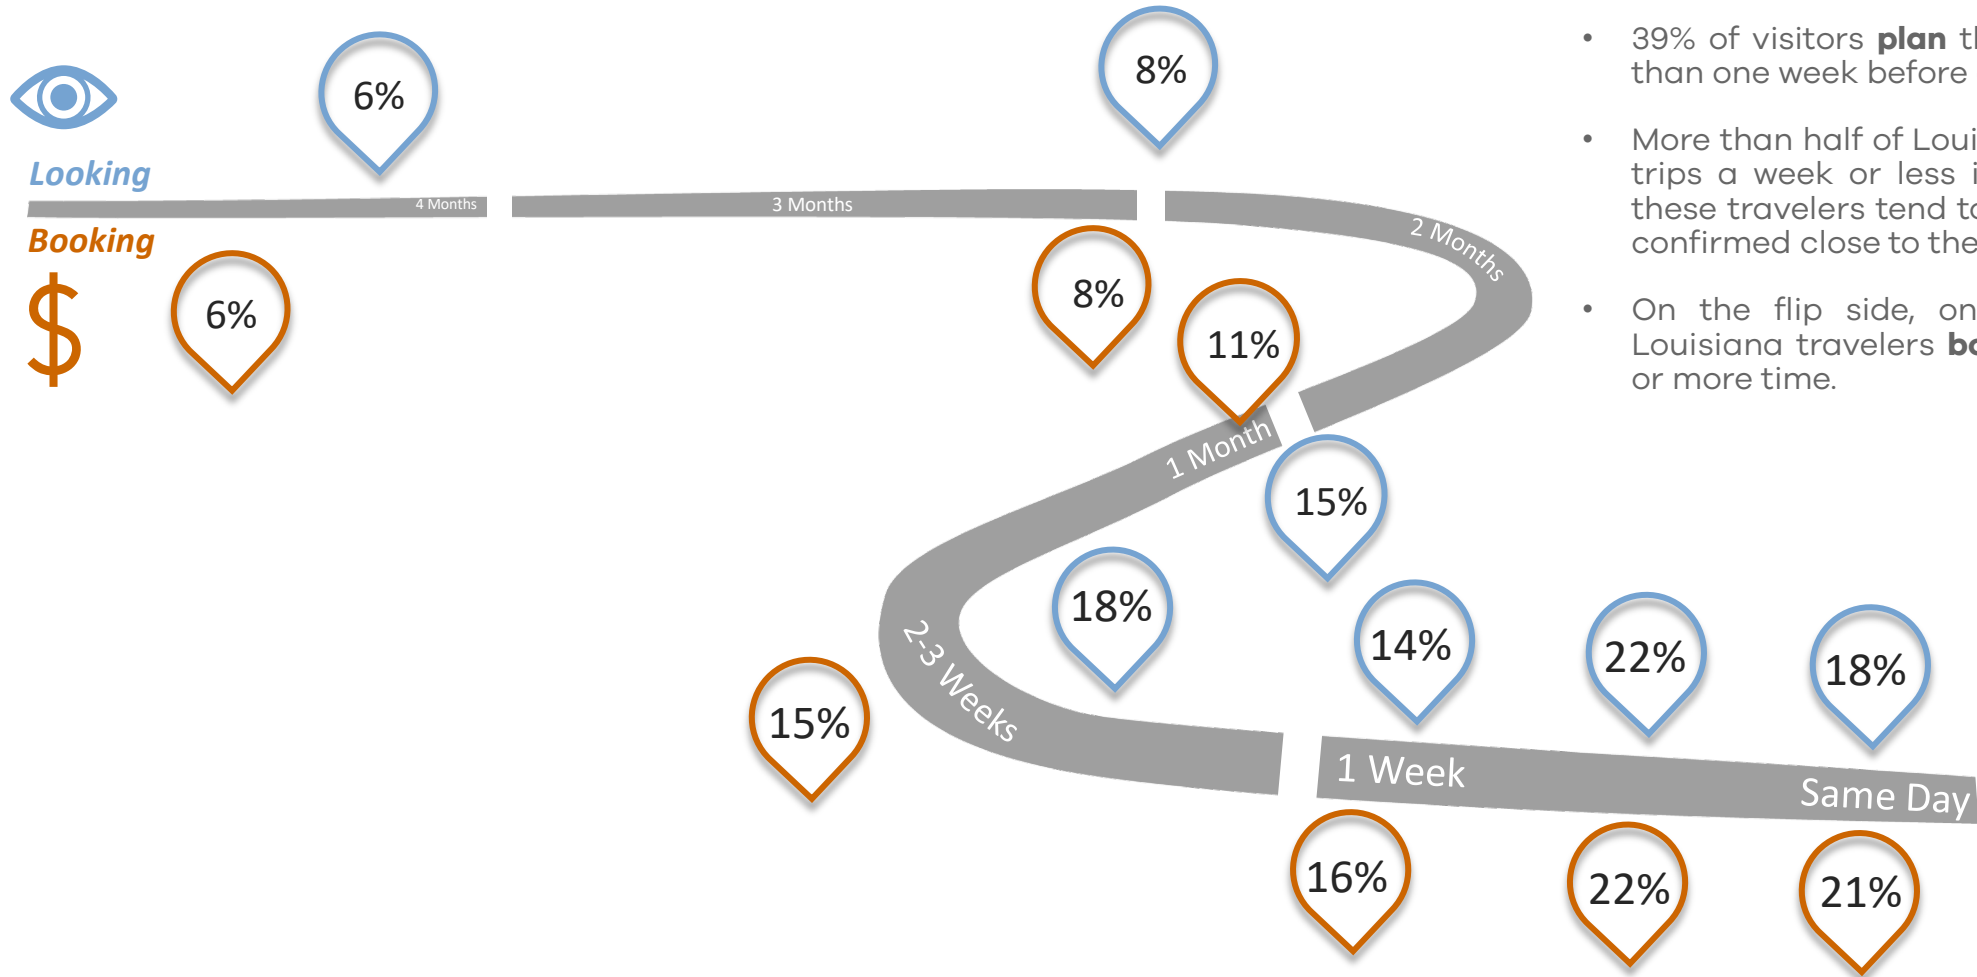 Looking
Booking
6%
6%
4 Months
3 Months
8%
8%
2 Months
11%
1 Month
15%
18%
2-3 Weeks
15%
14%
22%
18%
1 Week
Same Day
16%
22%
21%
• 39% of visitors plan
than one week before
• More than half of
trips a week or less
these travelers tend
confirmed close to the
• On the flip side,
Louisiana travelers
or more time.